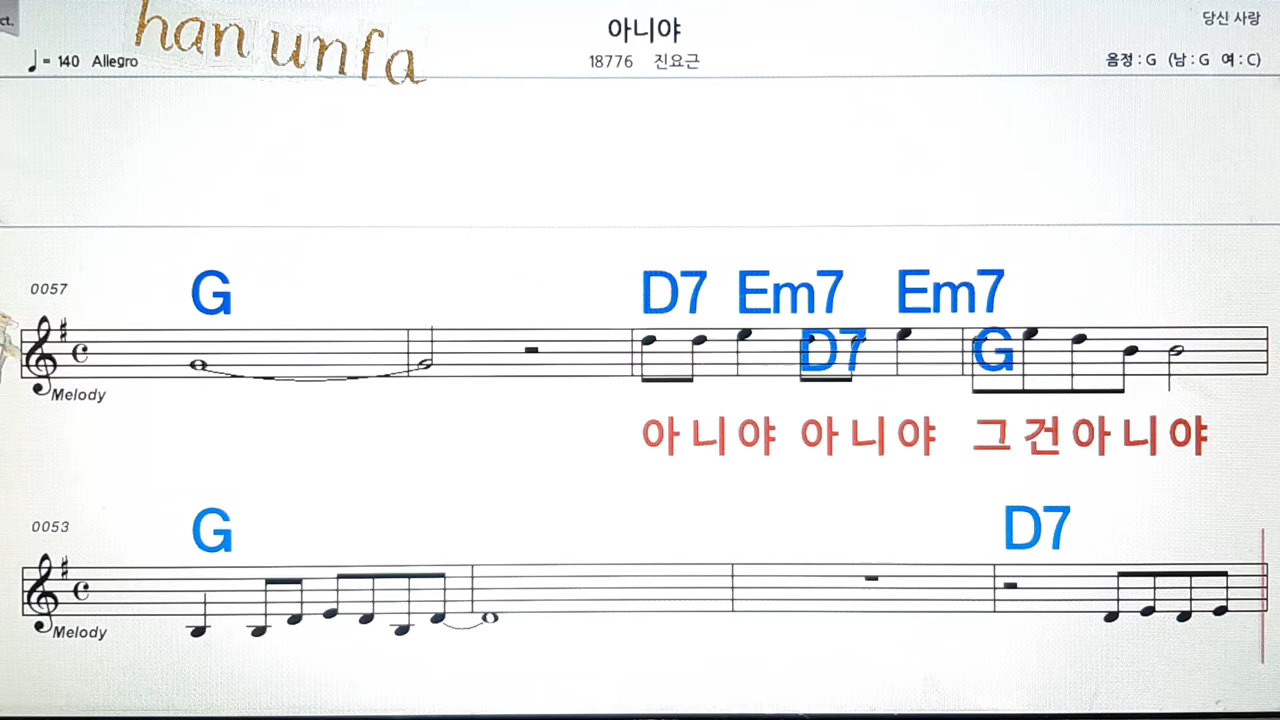 ct.
han unfa
아니야
당신 사랑
♩ = 140 Allegro
18776 진요근
음정 : G (남 : G 여 : C)
0057
G D7 Em7 Em7
D7 G
Melody
아니야 아니야 그건아니야
0053
G D7
Melody